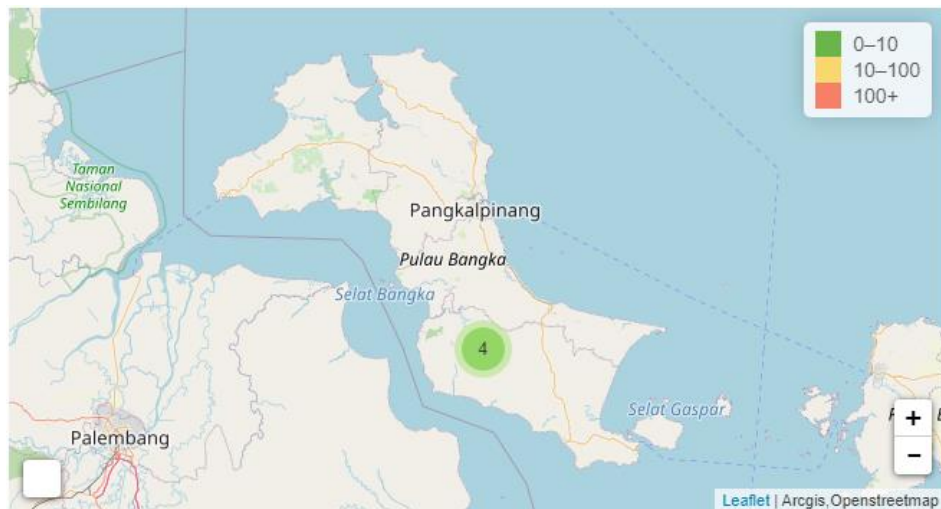 0–10
10–100
100+
Taman
Nasional
Sembilang
Pangkalpinang
Pulau Bangka
Selat Bangka
4
Selat Gaspar
Palembang
+
−
Leaflet | Arcgis,Openstreetmap